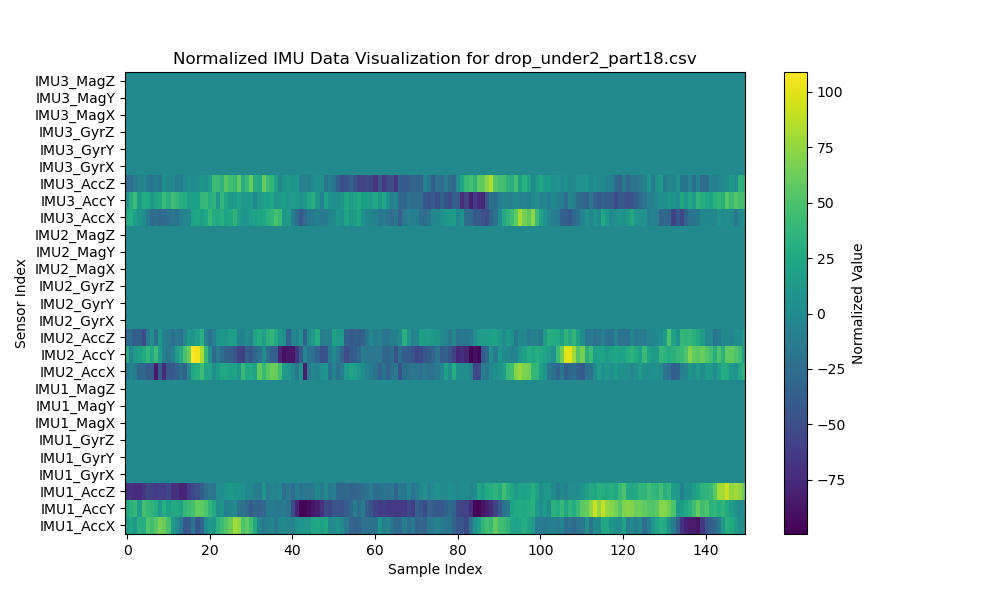 Normalized IMU Data Visualization for drop_under2_part18.csv
Sensor Index
IMU3_MagZ
IMU3_MagY
IMU3_MagX
IMU3_GyrZ
IMU3_GyrY
IMU3_GyrX
IMU3_AccZ
IMU3_AccY
IMU3_AccX
IMU2_MagZ
IMU2_MagY
IMU2_MagX
IMU2_GyrZ
IMU2_GyrY
IMU2_GyrX
IMU2_AccZ
IMU2_AccY
IMU2_AccX
IMU1_MagZ
IMU1_MagY
IMU1_MagX
IMU1_GyrZ
IMU1_GyrY
IMU1_GyrX
IMU1_AccZ
IMU1_AccY
IMU1_AccX
0 20 40 60 80 100 120 140
Sample Index
100
75
50
25
0
−25
−50
−75
Normalized Value